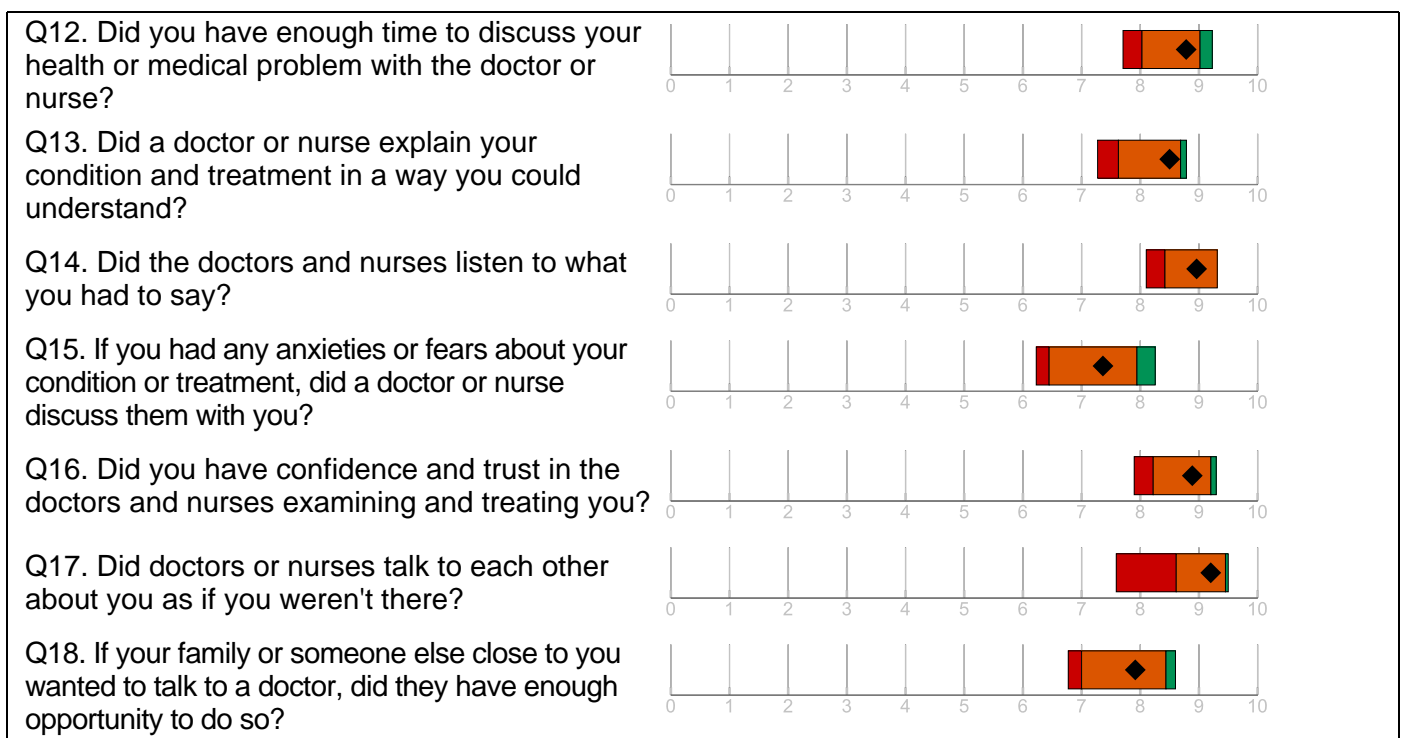 Q12. Did you have enough time to discuss your
health or medical problem with the doctor or
nurse?
0 1 2 3 4 5 6 7 8 9 10
Q13. Did a doctor or nurse explain your
condition and treatment in a way you could
understand?
0 1 2 3 4 5 6 7 8 9 10
Q14. Did the doctors and nurses listen to what
you had to say?
0 1 2 3 4 5 6 7 8 9 10
Q15. If you had any anxieties or fears about your
condition or treatment, did a doctor or nurse
discuss them with you?
0 1 2 3 4 5 6 7 8 9 10
Q16. Did you have confidence and trust in the
doctors and nurses examining and treating you?
0 1 2 3 4 5 6 7 8 9 10
Q17. Did doctors or nurses talk to each other
about you as if you weren't there?
0 1 2 3 4 5 6 7 8 9 10
Q18. If your family or someone else close to you
wanted to talk to a doctor, did they have enough
opportunity to do so?
0 1 2 3 4 5 6 7 8 9 10